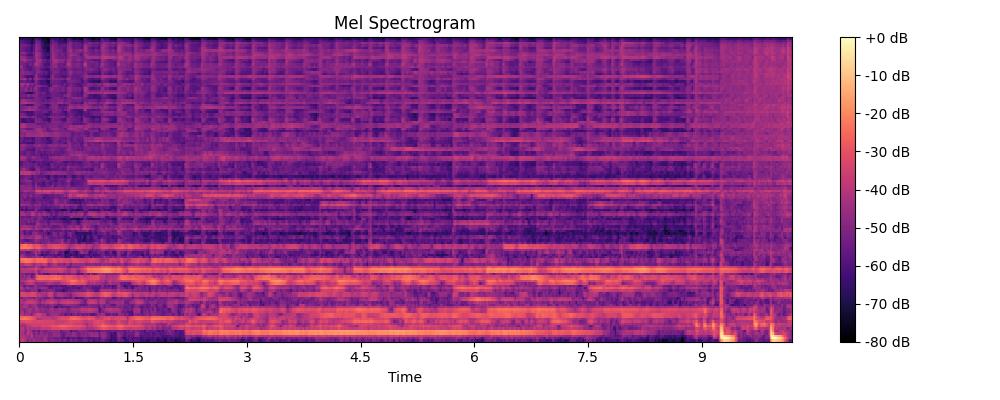 Mel Spectrogram
+0 dB
-10 dB
-20 dB
-30 dB
-40 dB
-50 dB
-60 dB
-70 dB
-80 dB
0 1.5 3 4.5 6 7.5 9
Time